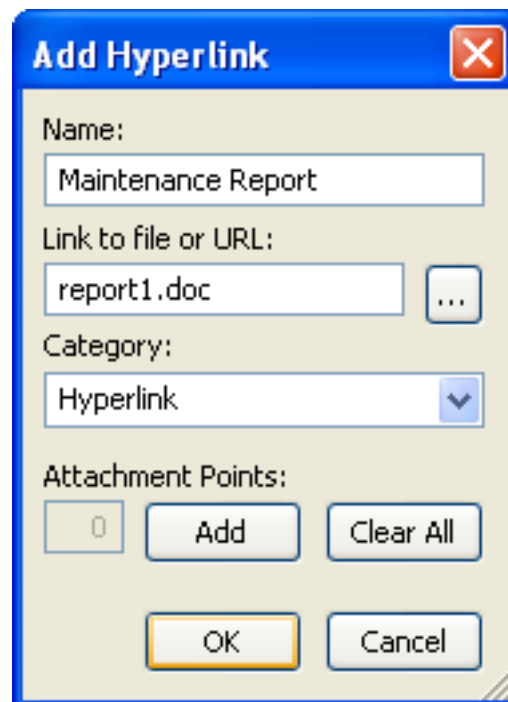 Add Hyperlink
Name:
Maintenance Report
Link to file or URL:
report1.doc
...
Category:
Hyperlink
Attachment Points:
0 Add Clear All
OK Cancel